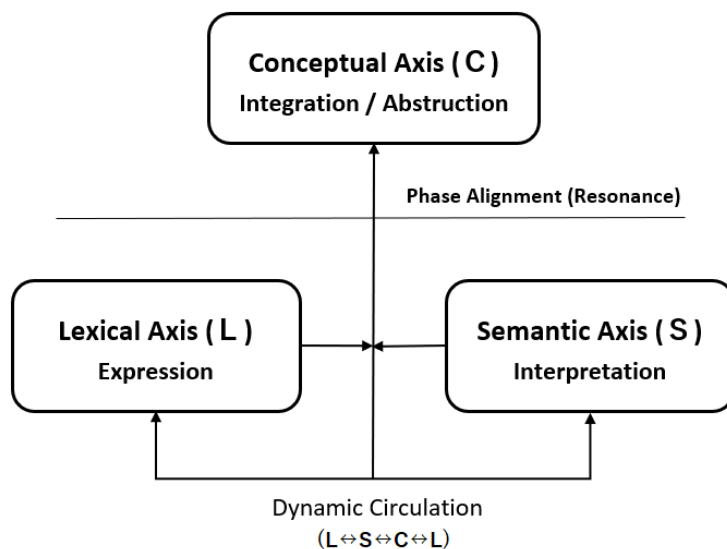 Conceptual Axis ( C )
Integration / Abstruction
Phase Alignment (Resonance)
Lexical Axis ( L )
Expression
Semantic Axis ( S )
Interpretation
Dynamic Circulation
(L↔S↔C↔L)